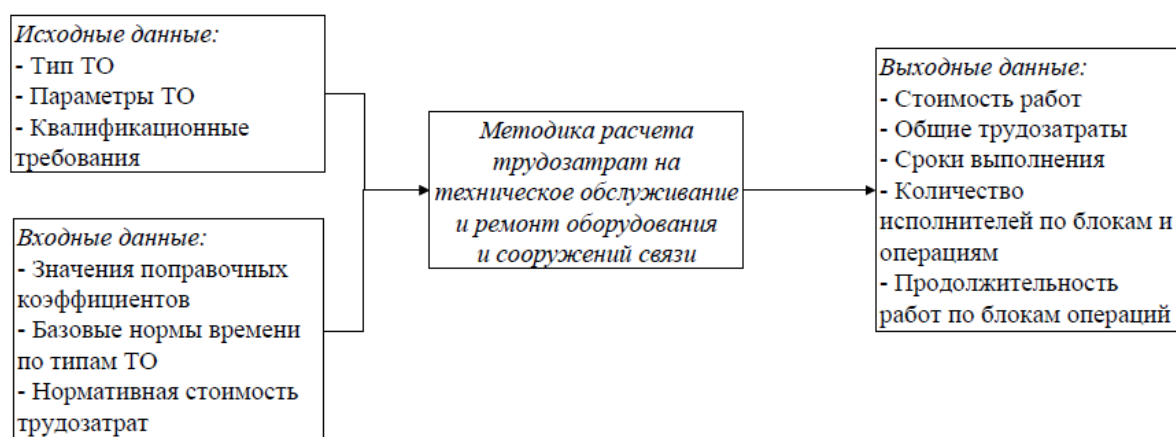 Исходные данные:
- Тип ТО
- Параметры ТО
- Квалификационные
требования
Входные данные:
- Значения поправочных
коэффициентов
- Базовые нормы времени
по типам ТО
- Нормативная стоимость
трудозатрат
Методика расчета
трудозатрат на
техническое обслуживание
и ремонт оборудования
и сооружений связи
Выходные данные:
- Стоимость работ
- Общие трудозатраты
- Сроки выполнения
- Количество
исполнителей по блокам и
операциям
- Продолжительность
работ по блокам операций